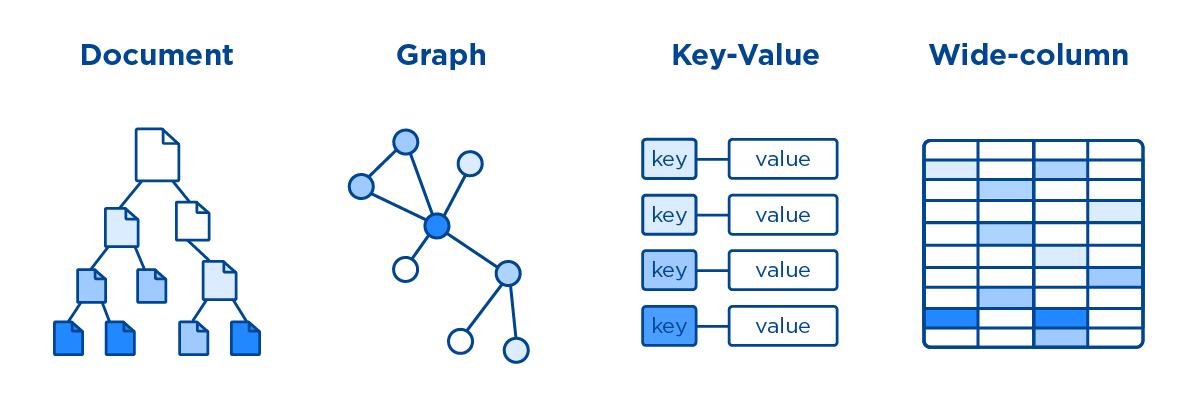 Document
Graph
Key-Value
Wide-column
key value
key value
key value
key value